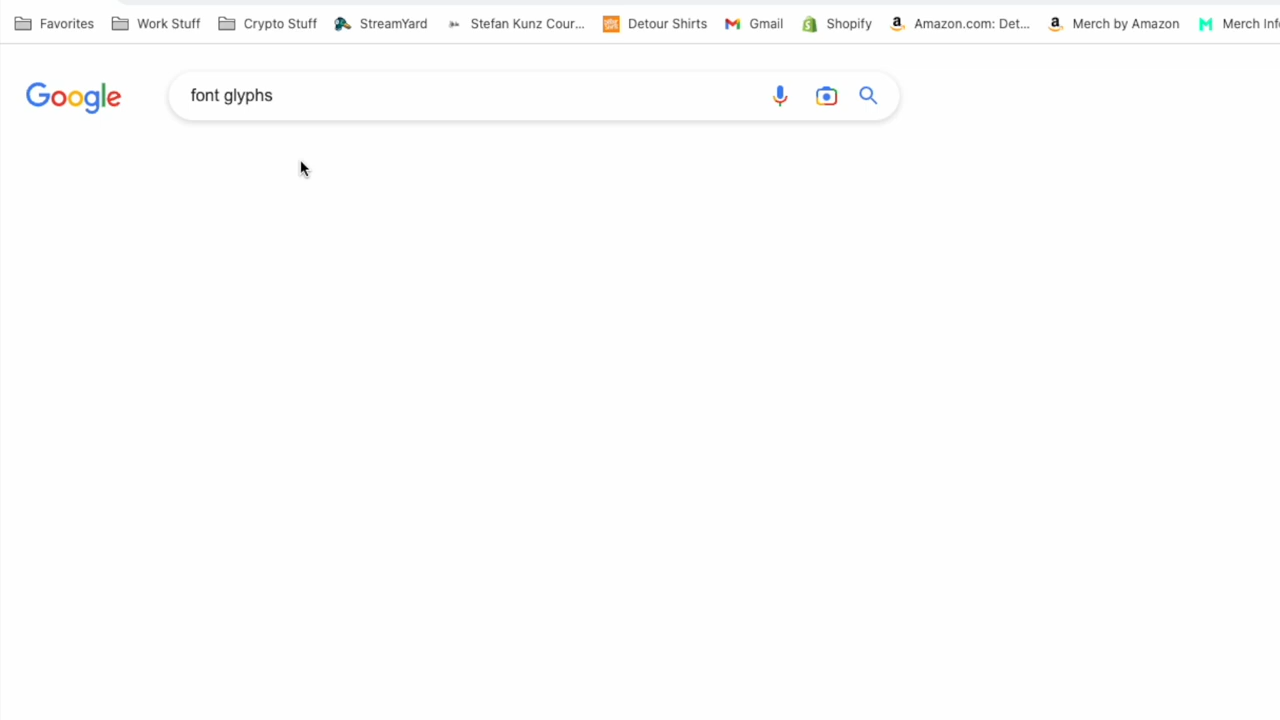 Favorites Work Stuff Crypto Stuff StreamYard Stefan Kunz Cour... Detour Shirts Gmail Shopify Amazon.com: Det... Merch by Amazon Merch Info
Google font glyphs